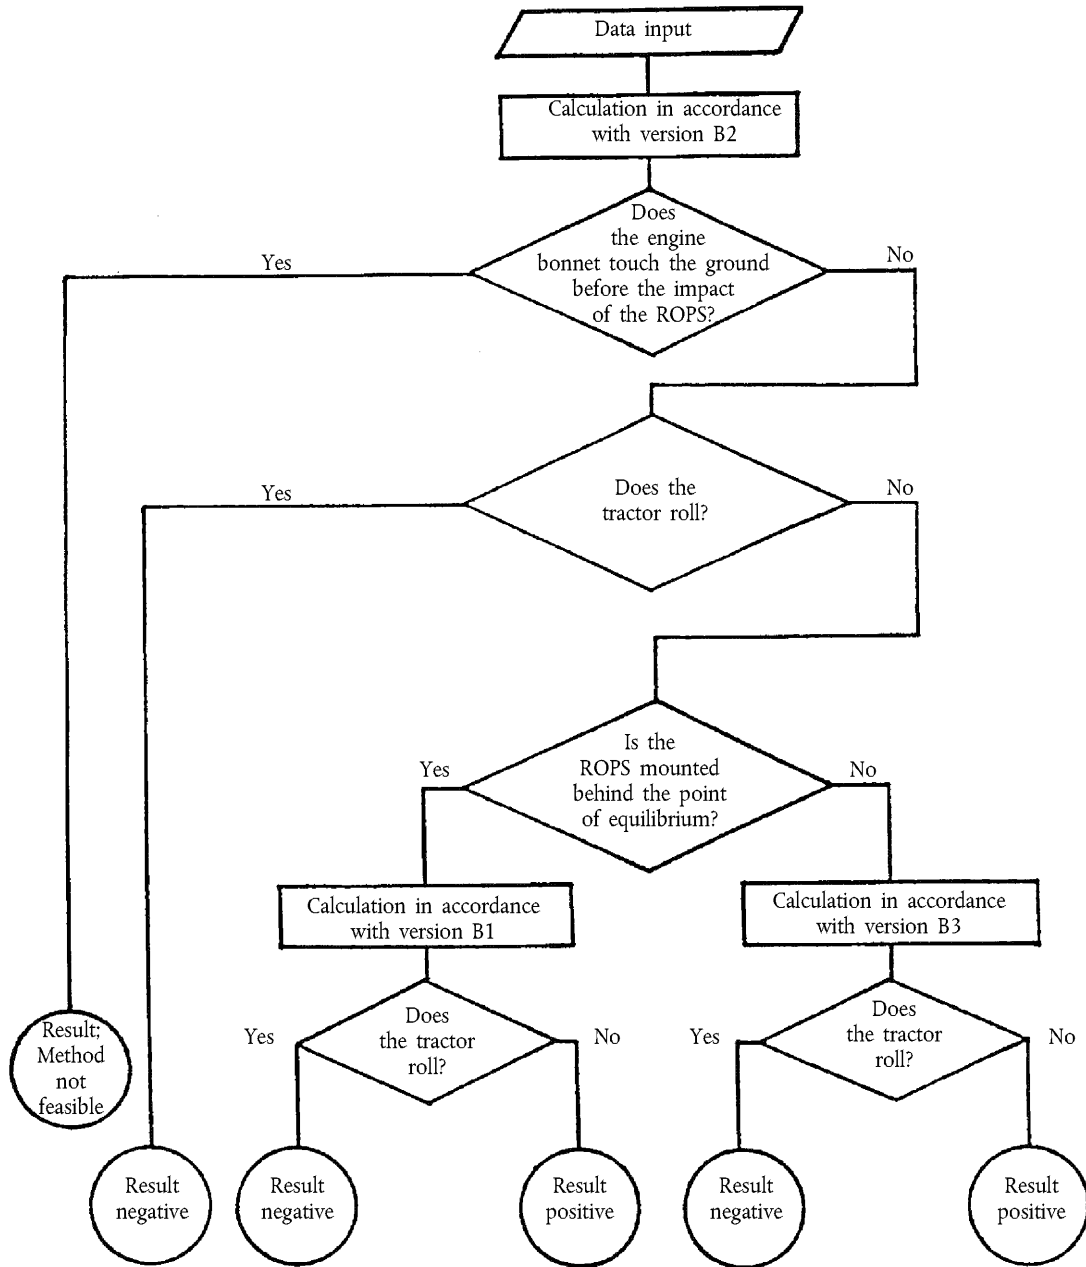 Data input
Calculation in accordance
with version B2
Does
the engine
bonnet touch the ground
before the impact
of the ROPS?
Yes
No
Does the
tractor roll?
Yes
No
Is the
ROPS mounted
behind the point
of equilibrium?
Yes
No
Calculation in accordance
with version B1
Calculation in accordance
with version B3
Does
the tractor
roll?
Yes
No
Does
the tractor
roll?
Yes
No
Result;
Method
not
feasible
Result
negative
Result
negative
Result
positive
Result
negative
Result
positive